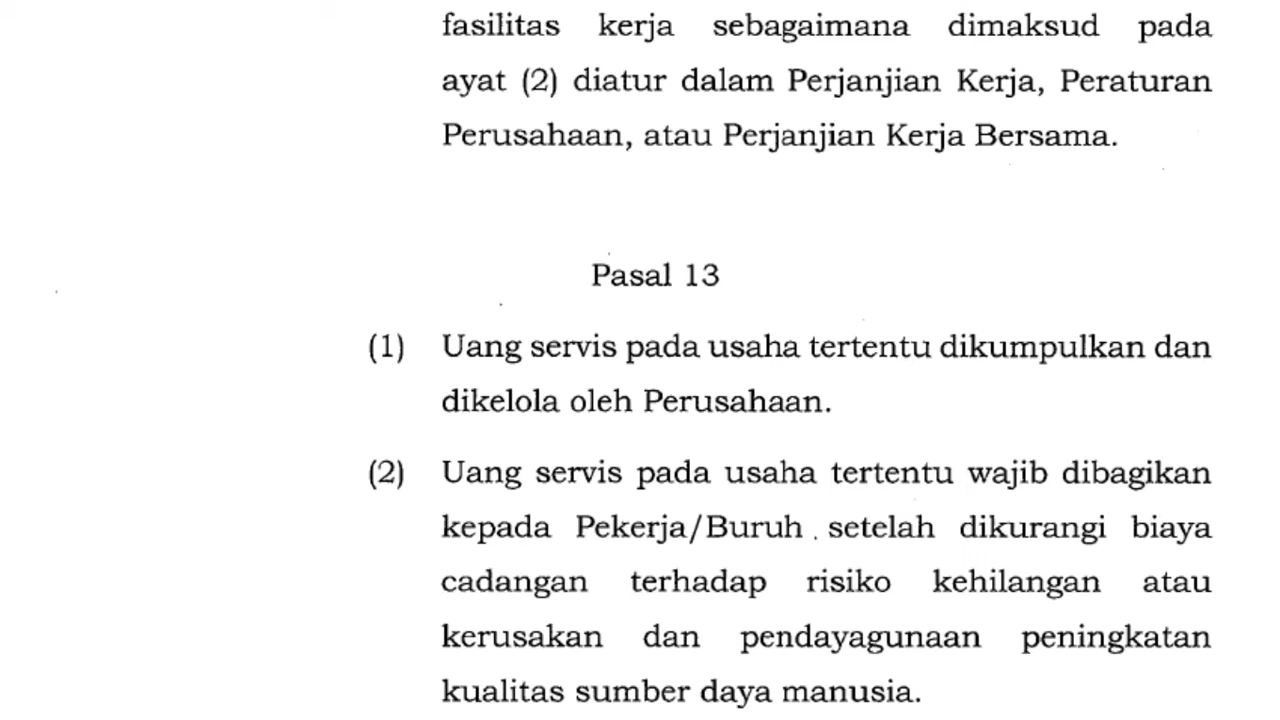 fasilitas kerja sebagaimana dimaksud pada
ayat (2) diatur dalam Perjanjian Kerja, Peraturan
Perusahaan, atau Perjanjian Kerja Bersama.
Pasal 13
(1) Uang servis pada usaha tertentu dikumpulkan dan
dikelola oleh Perusahaan.
(2) Uang servis pada usaha tertentu wajib dibagikan
kepada Pekerja/Buruh setelah dikurangi biaya
cadangan terhadap risiko kehilangan atau
kerusakan dan pendayagunaan peningkatan
kualitas sumber daya manusia.